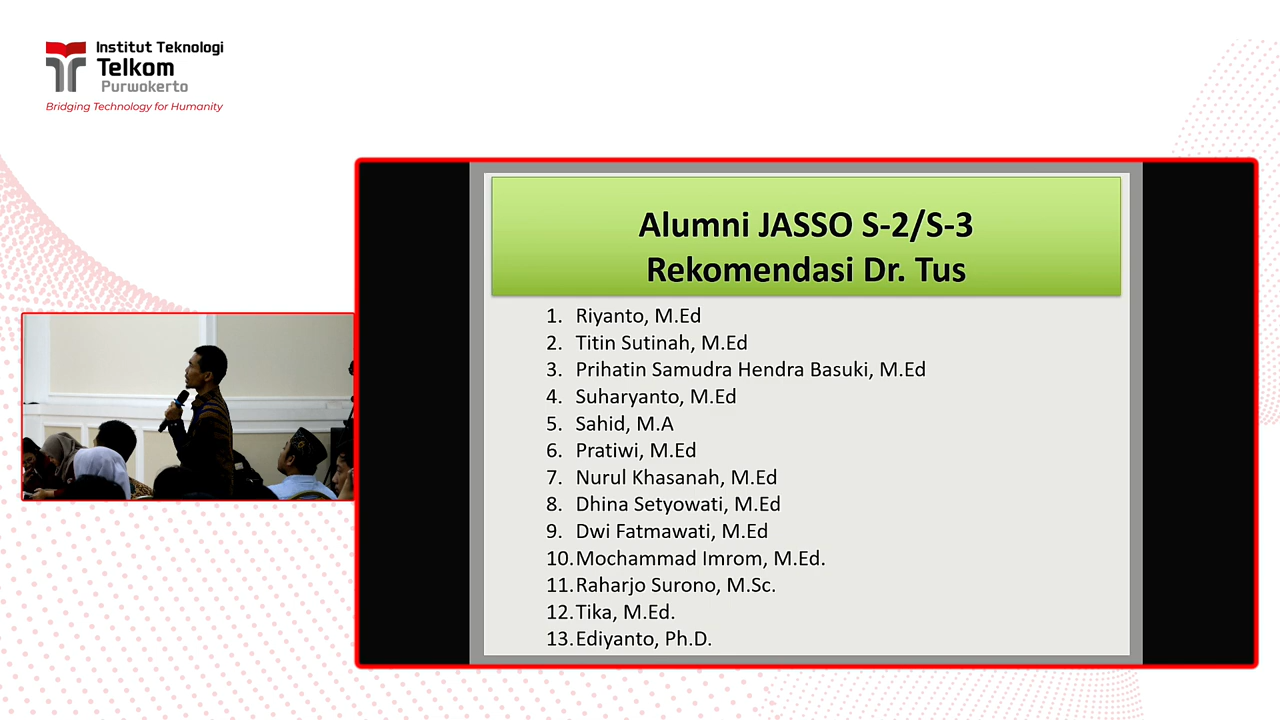 Institut Teknologi
Telkom
Purwokerto
Bridging Technology for Humanity
Alumni JASSO S-2/S-3
Rekomendasi Dr. Tus
1. Riyanto, M.Ed
2. Titin Sutinah, M.Ed
3. Prihatin Samudra Hendra Basuki, M.Ed
4. Suharyanto, M.Ed
5. Sahid, M.A
6. Pratiwi, M.Ed
7. Nurul Khasanah, M.Ed
8. Dhina Setyowati, M.Ed
9. Dwi Fatmawati, M.Ed
10. Mochammad Imrom, M.Ed.
11. Raharjo Surono, M.Sc.
12. Tika, M.Ed.
13. Ediyanto, Ph.D.